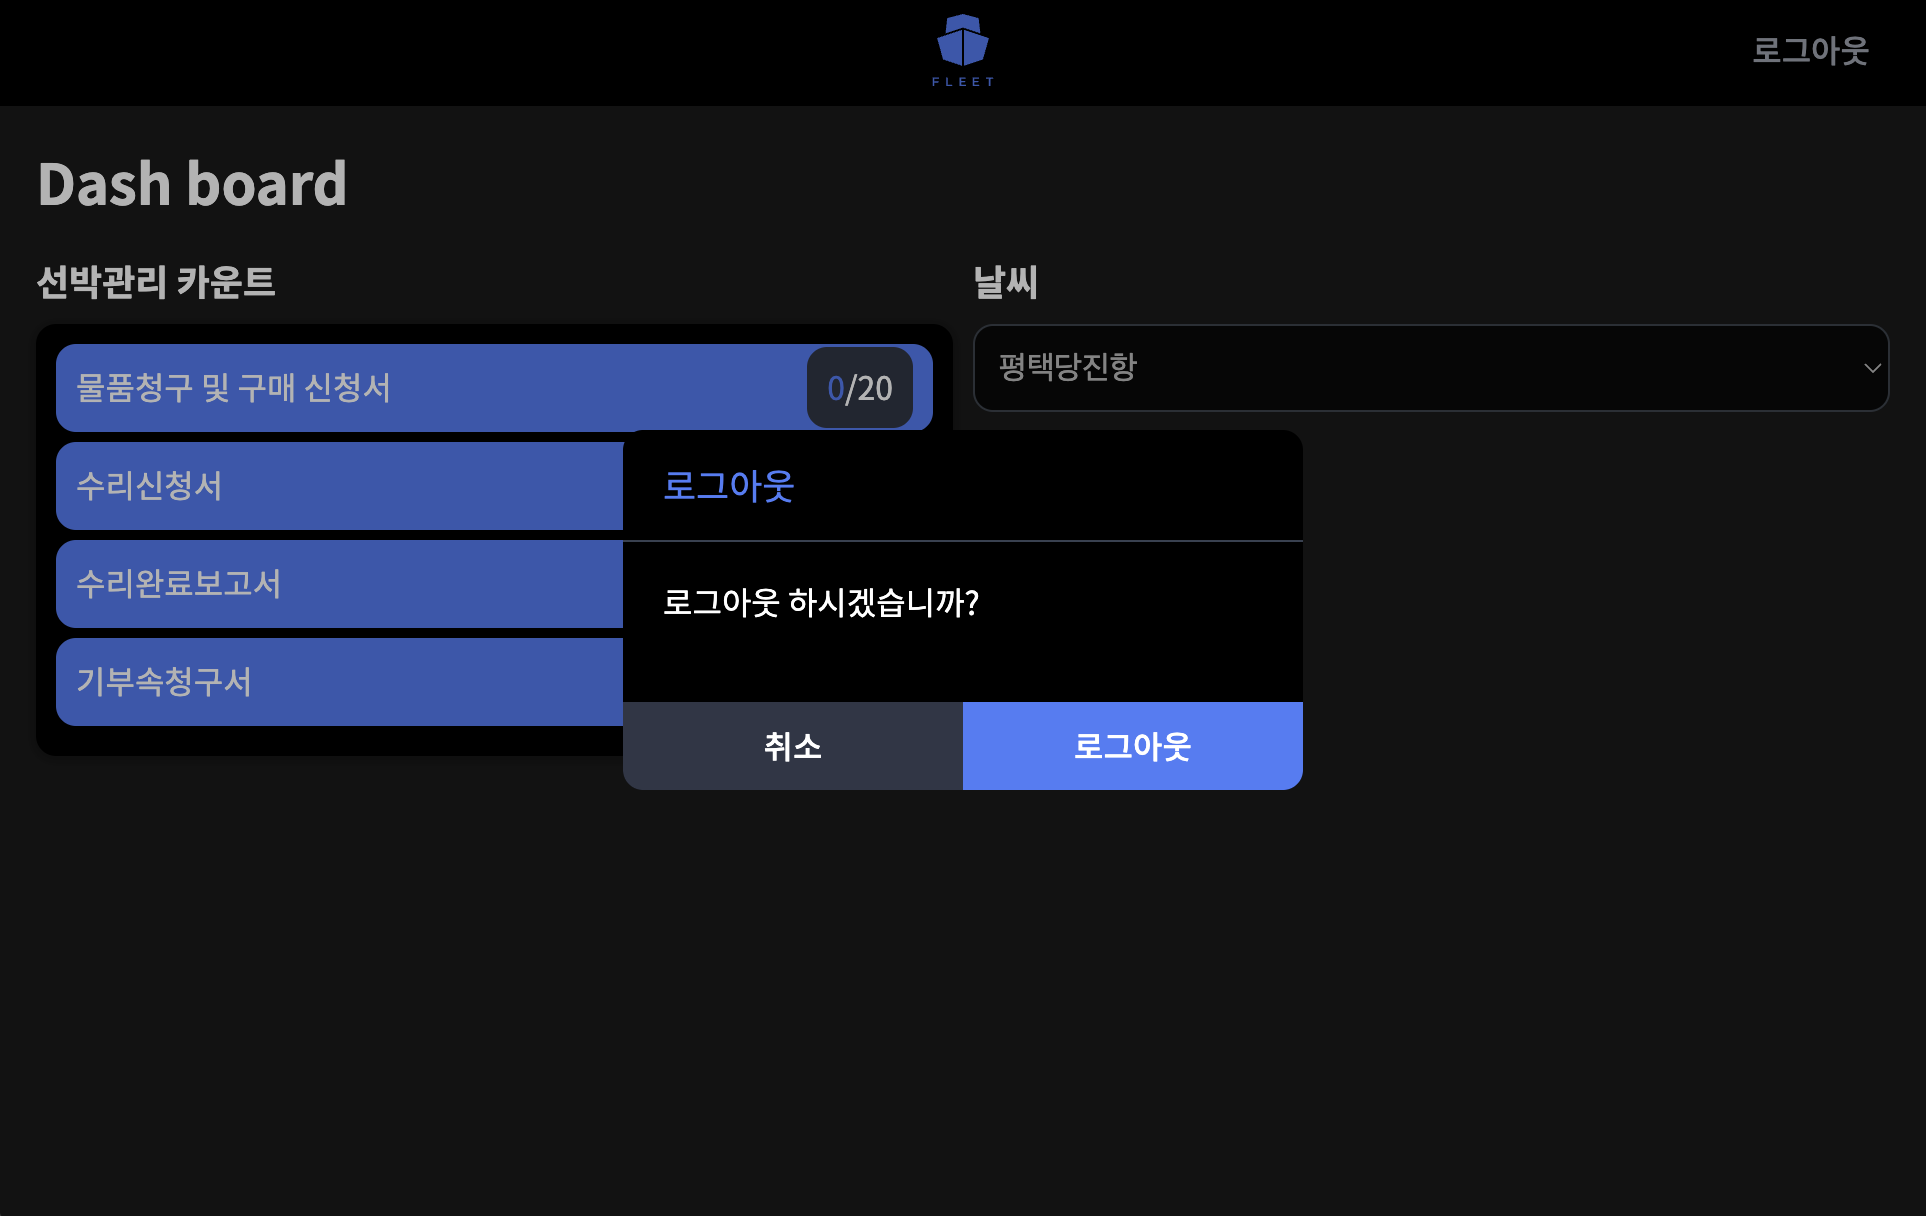 FLEET
로그아웃
Dash board
선박관리 카운트
날씨
물품청구 및 구매 신청서
0/20
평택당진항
수리신청서
수리완료보고서
기부속청구서
로그아웃
로그아웃 하시겠습니까?
취소
로그아웃